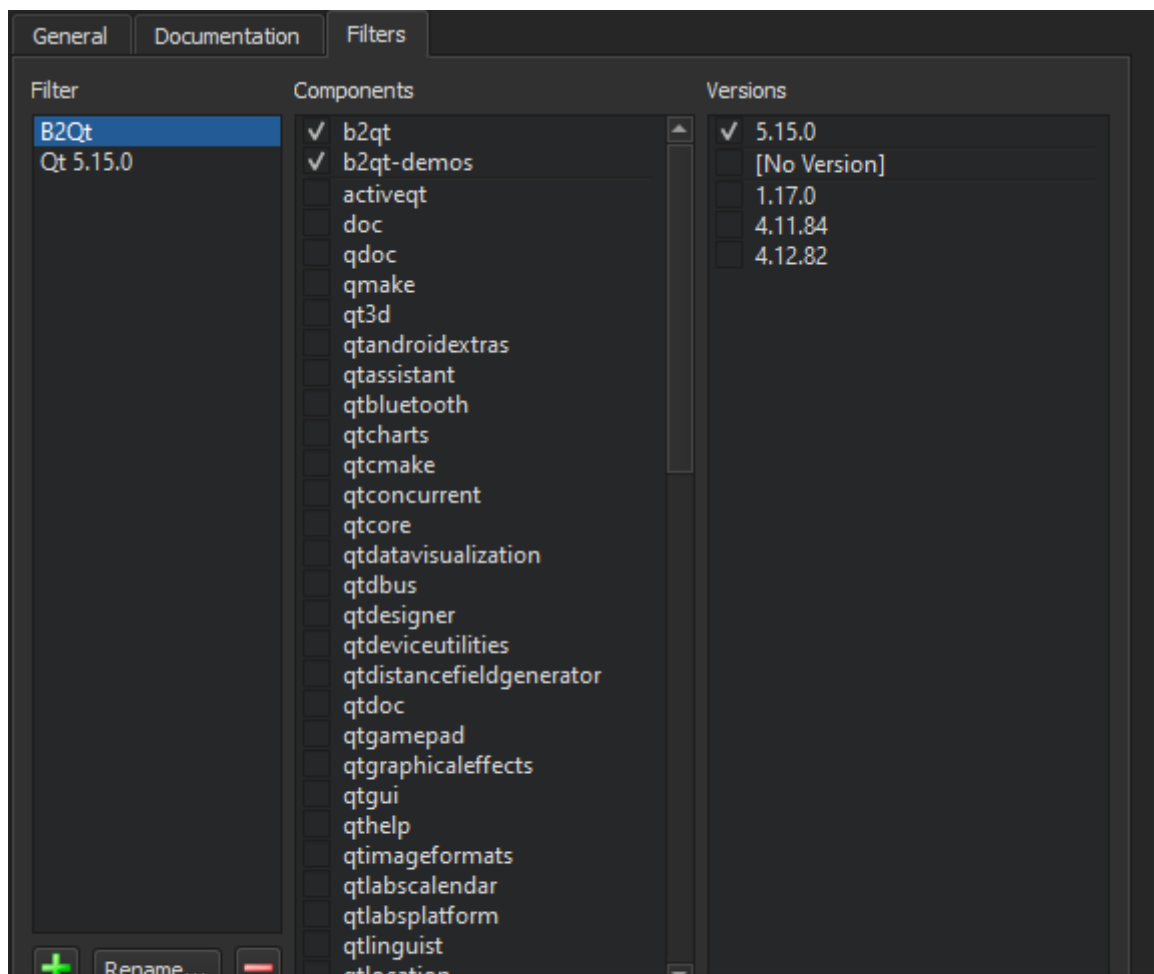 General Documentation Filters
Filter
B2Qt
Qt 5.15.0
Components
b2qt
b2qt-demos
activeqt
doc
qdoc
qmake
qt3d
qtandroidextras
qtassistant
qtbluetooth
qtcharts
qtcmake
qtconcurrent
qtcore
qtdatavisualization
qtdbus
qtdesigner
qtdeviceutilities
qtdistancefieldgenerator
qtdoc
qtgamepad
qtgraphicaleffects
qtgui
qthelp
qtimageformats
qtlabscalendar
qtlabsplatform
qtlinguist
qtlocation
Versions
5.15.0
[No Version]
1.17.0
4.11.84
4.12.82
Rename...